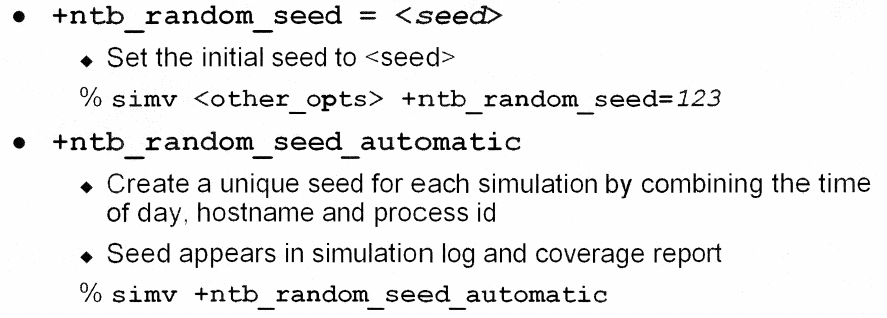 • +ntb_random_seed = <seed>
◆ Set the initial seed to <seed>
% simv <other_opts> +ntb_random_seed=123
• +ntb_random_seed_automatic
◆ Create a unique seed for each simulation by combining the time
of day, hostname and process id
◆ Seed appears in simulation log and coverage report
% simv +ntb_random_seed_automatic